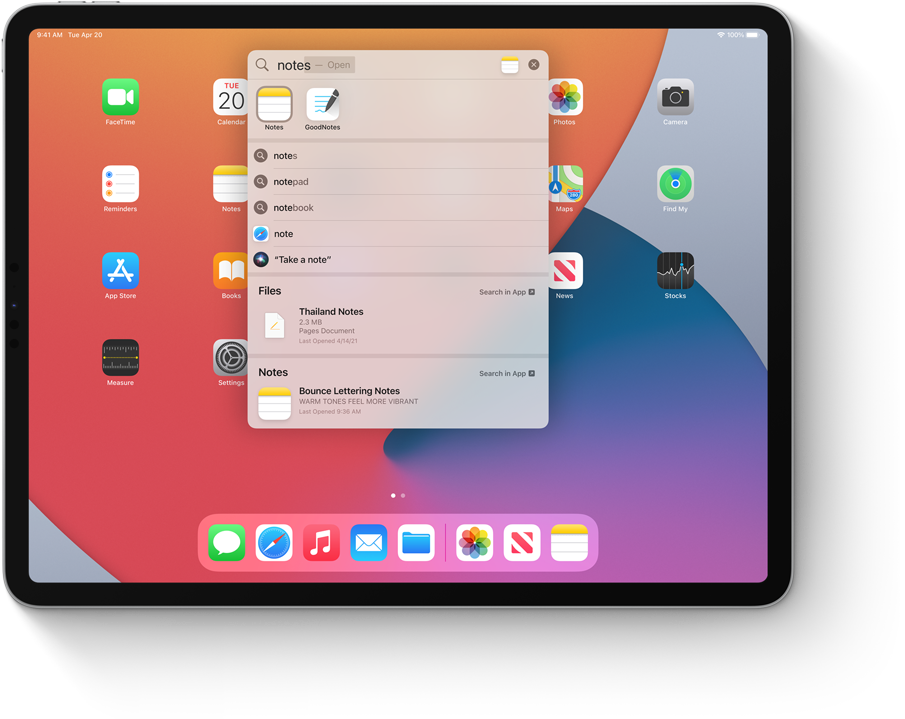 9:41 AM Tue Apr 20
100%
notes — Open
Notes
GoodNotes
notes
notepad
notebook
note
“Take a note”
Files
Search in App
Thailand Notes
2.3 MB
Pages Document
Last Opened 4/14/21
Notes
Search in App
Bounce Lettering Notes
WARM TONES FEEL MORE VIBRANT
Last Opened 9:36 AM
FaceTime
TUE
20
Calendar
Photos
Camera
Reminders
Notes
Maps
280
Find My
App Store
Books
News
Stocks
Measure
Settings